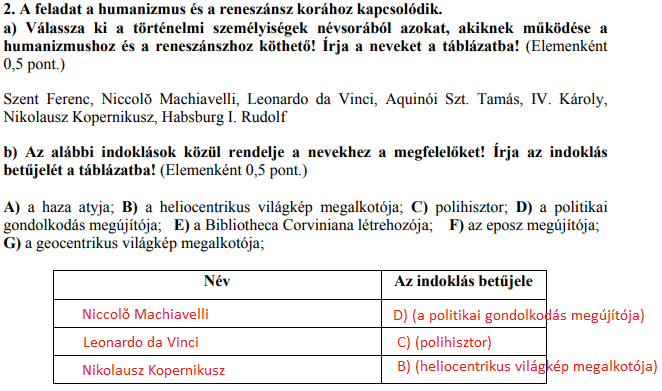 2. A feladat a humanizmus és a reneszánsz korához kapcsolódik.
a) Válassza ki a történelmi személyiségek névsorából azokat, akiknek működése a
humanizmushoz és a reneszánszhoz köthető! Írja a neveket a táblázatba! (Elemenként
0,5 pont.)
Szent Ferenc, Niccolŏ Machiavelli, Leonardo da Vinci, Aquinói Szt. Tamás, IV. Károly,
Nikolausz Kopernikusz, Habsburg I. Rudolf
b) Az alábbi indoklások közül rendelje a nevekhez a megfelelőket! Írja az indoklás
betűjelét a táblázatba! (Elemenként 0,5 pont.)
A) a haza atyja; B) a heliocentrikus világkép megalkotója; C) polihisztor; D) a politikai
gondolkodás megújítója; E) a Bibliotheca Corviniana létrehozója; F) az eposz megújítója;
G) a geocentrikus világkép megalkotója;
Név Az indoklás betűjele
Niccolŏ Machiavelli D) (a politikai gondolkodás megújítója)
Leonardo da Vinci C) (polihisztor)
Nikolausz Kopernikusz B) (heliocentrikus világkép megalkotója)